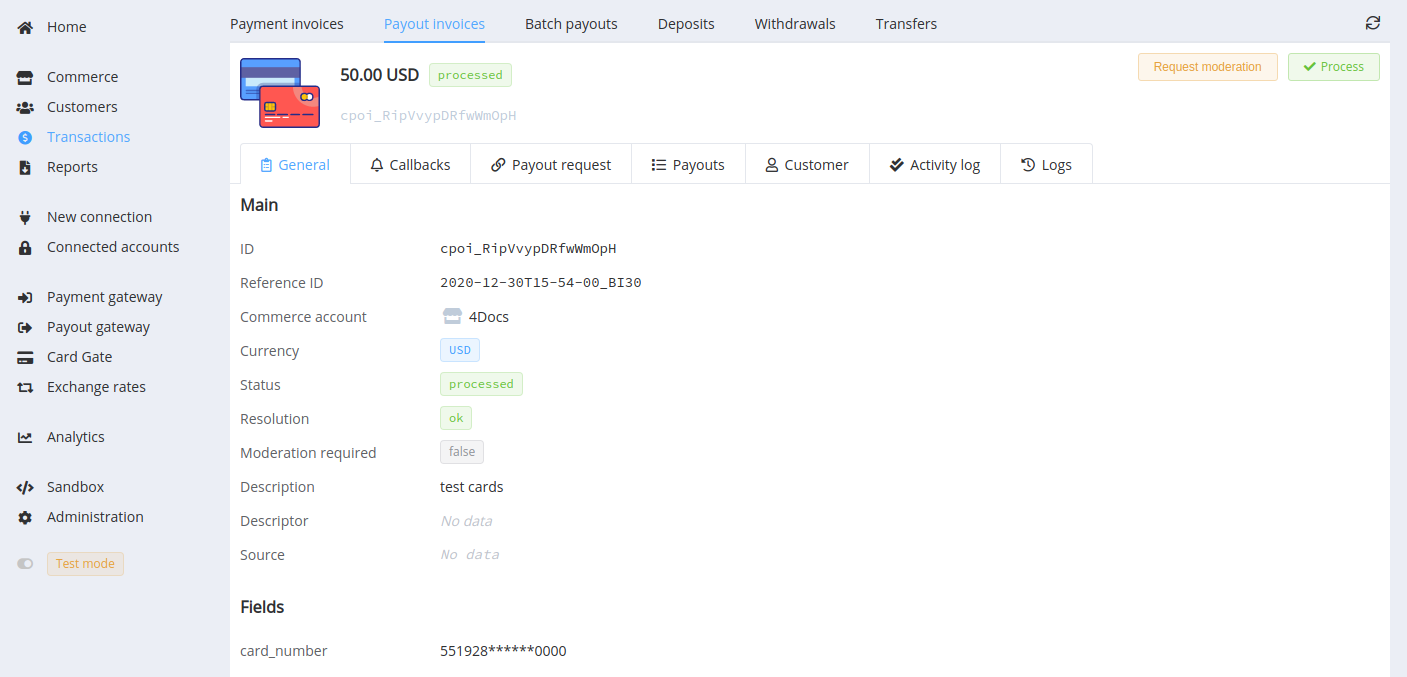 Home
Commerce
Customers
Transactions
Reports
New connection
Connected accounts
Payment gateway
Payout gateway
Card Gate
Exchange rates
Analytics
Sandbox
Administration
Test mode
Payment invoices Payout invoices Batch payouts Deposits Withdrawals Transfers
50.00 USD processed
Request moderation Process
cpoi_RipVvypDRfwWmOpH
General Callbacks Payout request Payouts Customer Activity log Logs
Main
ID cpoi_RipVvypDRfwWmOpH
Reference ID 2020-12-30T15-54-00_BI30
Commerce account 4Docs
Currency USD
Status processed
Resolution ok
Moderation required false
Description test cards
Descriptor No data
Source No data
Fields
card_number 551928******0000